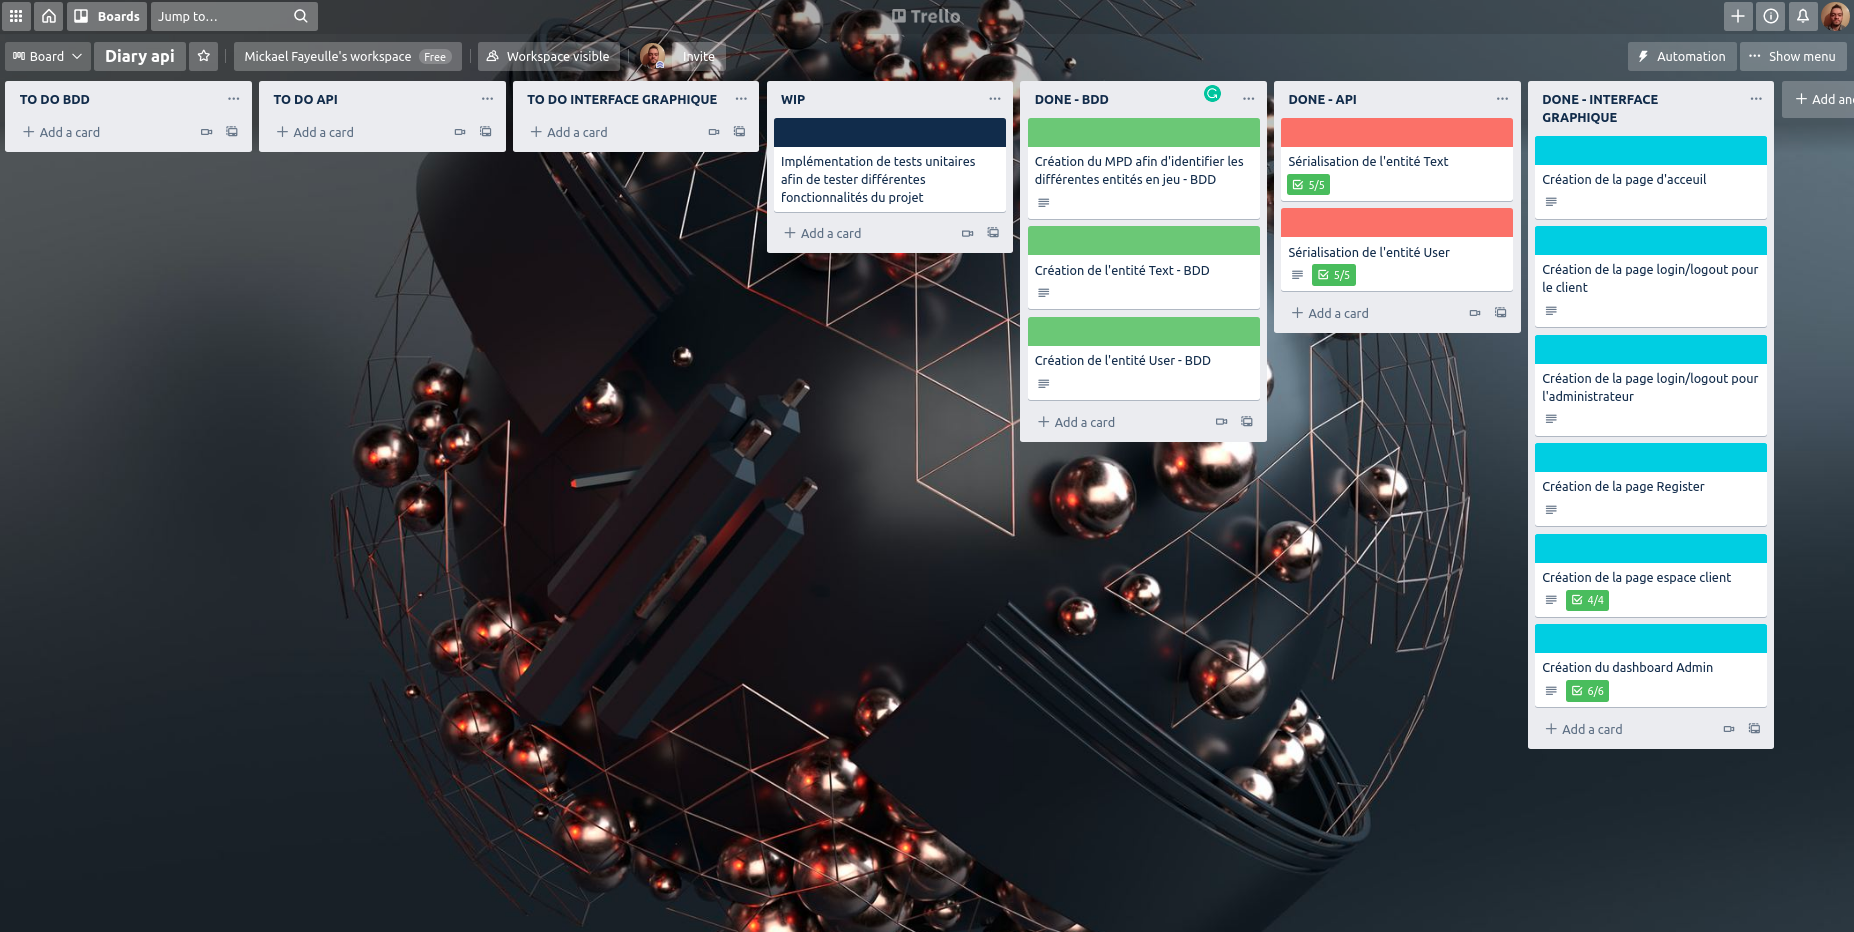 Boards
Jump to...
Trello
Board
Diary api
Mickael Fayeulle's workspace
Free
Workspace visible
Invite
Automation
Show menu
TO DO BDD
Add a card
TO DO API
Add a card
TO DO INTERFACE GRAPHIQUE
Add a card
WIP
Implémentation de tests unitaires
afin de tester différentes
fonctionnalités du projet
Add a card
DONE - BDD
Création du MPD afin d'identifier les
différentes entités en jeu - BDD
Création de l'entité Text - BDD
Création de l'entité User - BDD
Add a card
DONE - API
Sérialisation de l'entité Text
5/5
Sérialisation de l'entité User
5/5
Add a card
DONE - INTERFACE
GRAPHIQUE
Création de la page d'acceuil
Création de la page login/logout pour
le client
Création de la page login/logout pour
l'administrateur
Création de la page Register
Création de la page espace client
4/4
Création du dashboard Admin
6/6
Add a card
Add